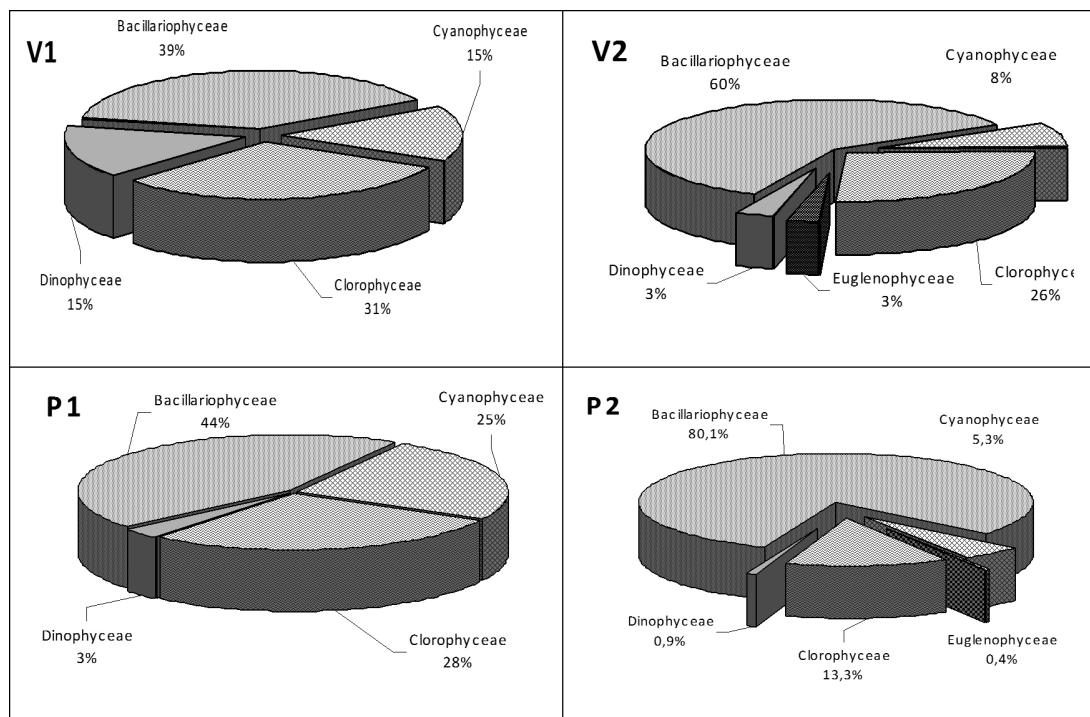 V1
Bacillariophyceae
39%
Cyanophyceae
15%
Dinophyceae
15%
Clorophyceae
31%
V2
Bacillariophyceae
60%
Cyanophyceae
8%
Dinophyceae
3%
Euglenophyceae
3%
Clorophyce
26%
P1
Bacillariophyceae
44%
Cyanophyceae
25%
Dinophyceae
3%
Clorophyceae
28%
P2
Bacillariophyceae
80,1%
Cyanophyceae
5,3%
Dinophyceae
0,9%
Clorophyceae
13,3%
Euglenophyceae
0,4%